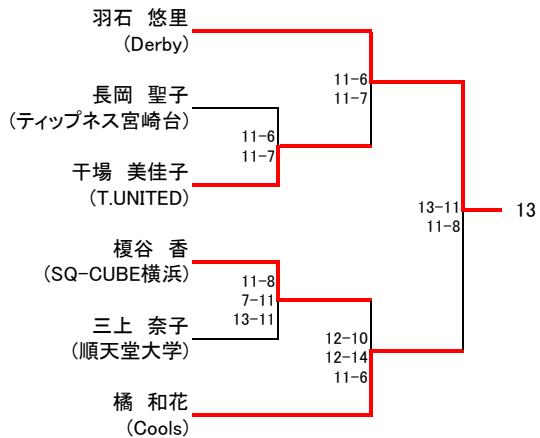 羽石　悠里
(Derby)
11-6
11-7
長岡　聖子
(ティップネス宮崎台)
11-6
11-7
干場　美佳子
(T.UNITED)
13-11
11-8
13
榎谷　香
(SQ-CUBE横浜)
11-8
7-11
13-11
三上　奈子
(順天堂大学)
12-10
12-14
11-6
橘　和花
(Cools)